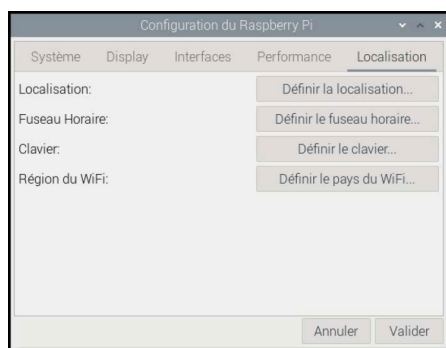 Configuration du Raspberry Pi
Système Display Interfaces Performance Localisation
Localisation: Définir la localisation...
Fuseau Horaire: Définir le fuseau horaire...
Clavier: Définir le clavier...
Région du WiFi: Définir le pays du WiFi...
Annuler Valider